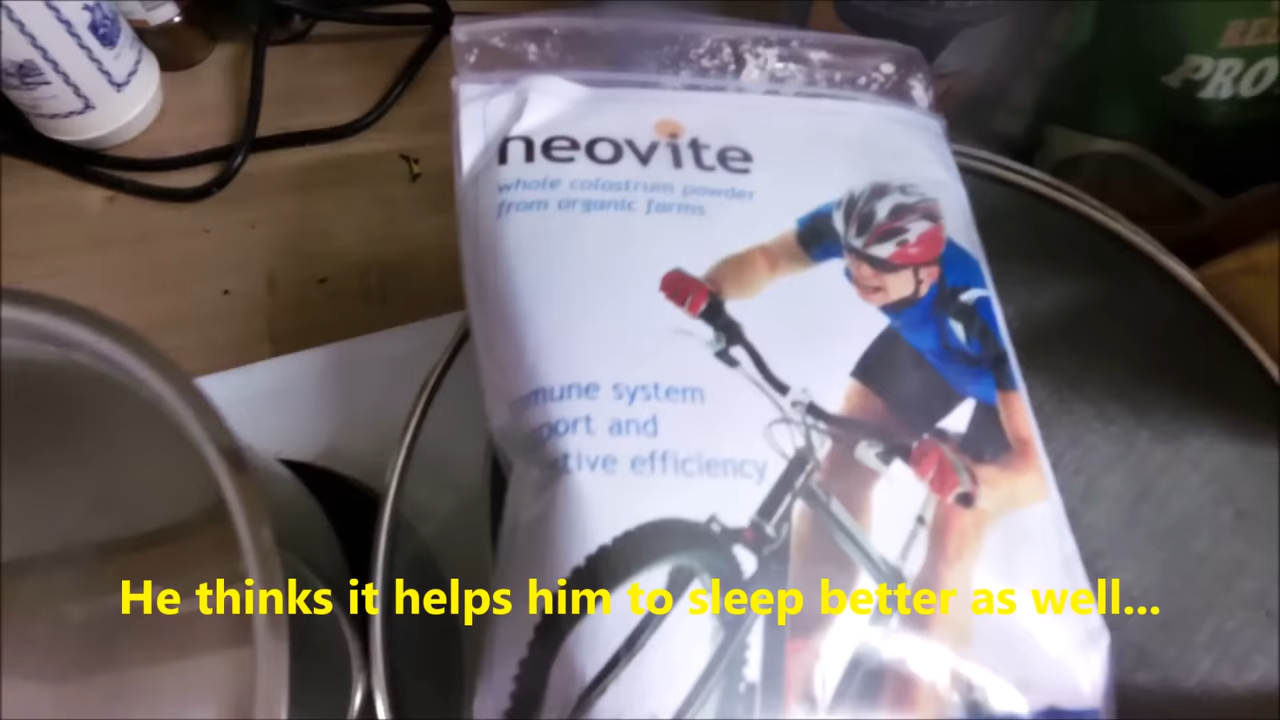 neovite
whole colostrum powder
from organic farms
mune system
port and
tive efficiency
He thinks it helps him to sleep better as well...
PRO